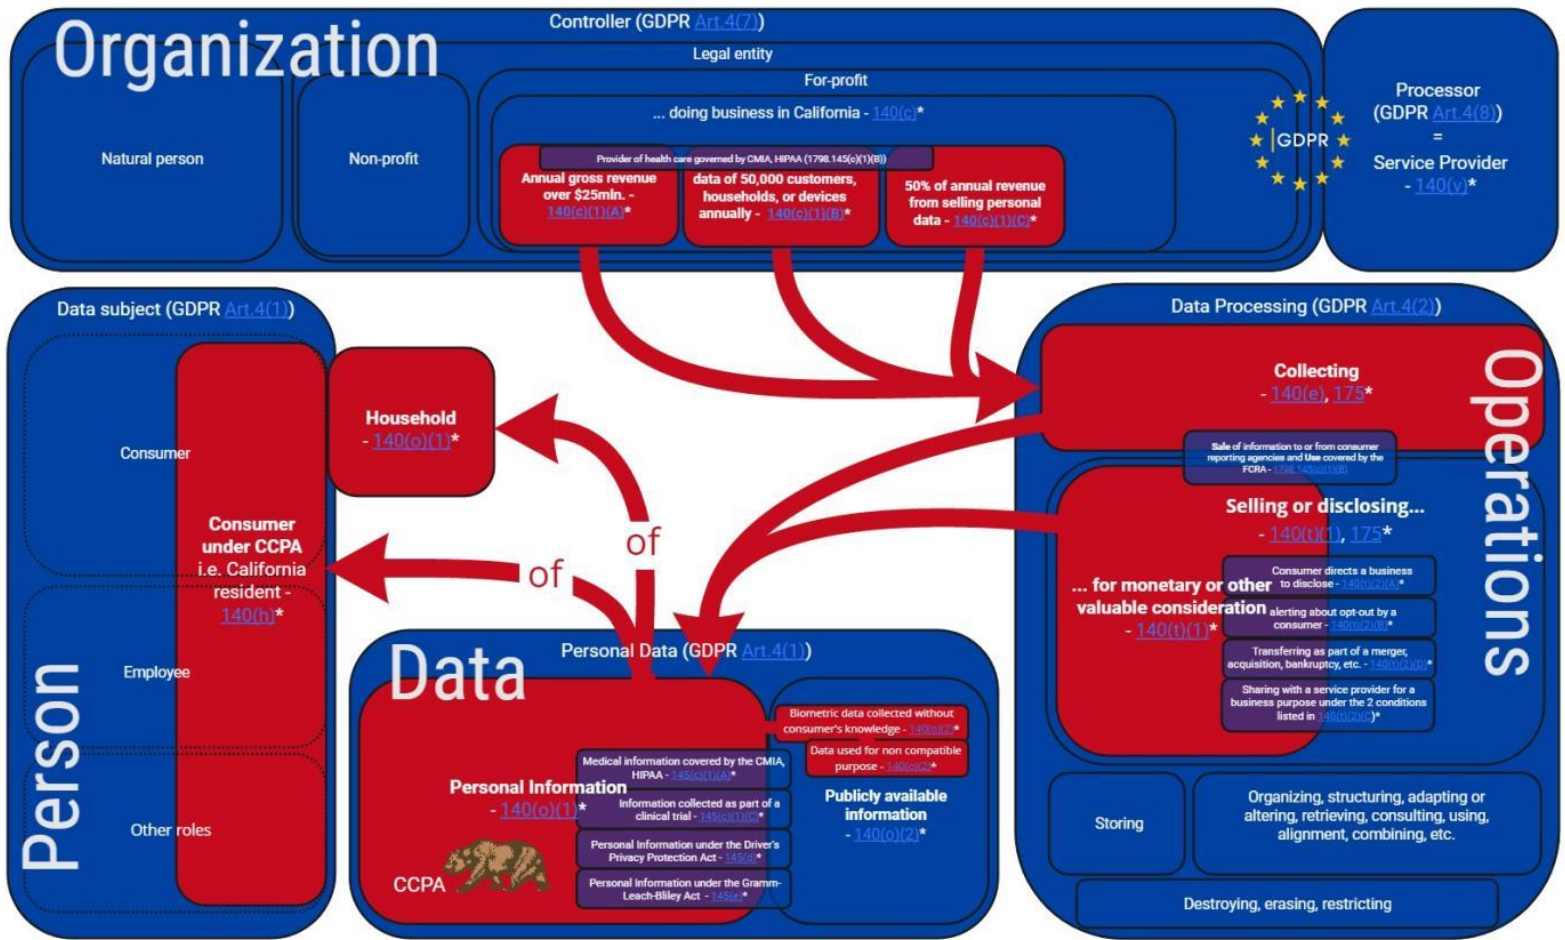 Organization
Controller (GDPR Art.4(7))
Legal entity
For-profit
... doing business in California - 140(c)*
Natural person
Non-profit
Provider of health care governed by CMIA, HIPAA (1798.145(c)(1)(B))
Annual gross revenue
over $25mln. -
140(c)(1)(A)*
data of 50,000 customers,
households, or devices
annually - 140(c)(1)(B)*
50% of annual revenue
from selling personal
data - 140(c)(1)(C)*
GDPR
Processor
(GDPR Art.4(8))
=
Service Provider
- 140(v)*
Person
Data subject (GDPR Art.4(1))
Consumer
Consumer
under CCPA
i.e. California
resident -
140(h)*
Employee
Other roles
Household
- 140(o)(1)*
of
of
Data
Personal Data (GDPR Art.4(1))
Personal Information
- 140(o)(1)*
CCPA
Medical information covered by the CMIA,
HIPAA - 145(c)(1)(A)*
Information collected as part of a
clinical trial - 145(c)(1)(C)*
Personal Information under the Driver's
Privacy Protection Act - 145(d)*
Personal Information under the Gramm-
Leach-Bliley Act - 145(e)*
Biometric data collected without
consumer's knowledge - 140(o)(2)*
Data used for non compatible
purpose - 140(o)(2)*
Publicly available
information
- 140(o)(2)*
Operations
Data Processing (GDPR Art.4(2))
Collecting
- 140(e), 175*
Sale of information to or from consumer
reporting agencies and Use covered by the
FCRA -
Selling or disclosing...
- 140(t)(1), 175*
... for monetary or other
valuable consideration
- 140(t)(1)*
Consumer directs a business
to disclose - 140(t)(2)(A)*
alerting about opt-out by a
consumer - 140(t)(2)(B)*
Transferring as part of a merger,
acquisition, bankruptcy, etc. - 140(t)(2)(D)*
Sharing with a service provider for a
business purpose under the 2 conditions
listed in 140(t)(2)(C)*
Storing
Organizing, structuring, adapting or
altering, retrieving, consulting, using,
alignment, combining, etc.
Destroying, erasing, restricting